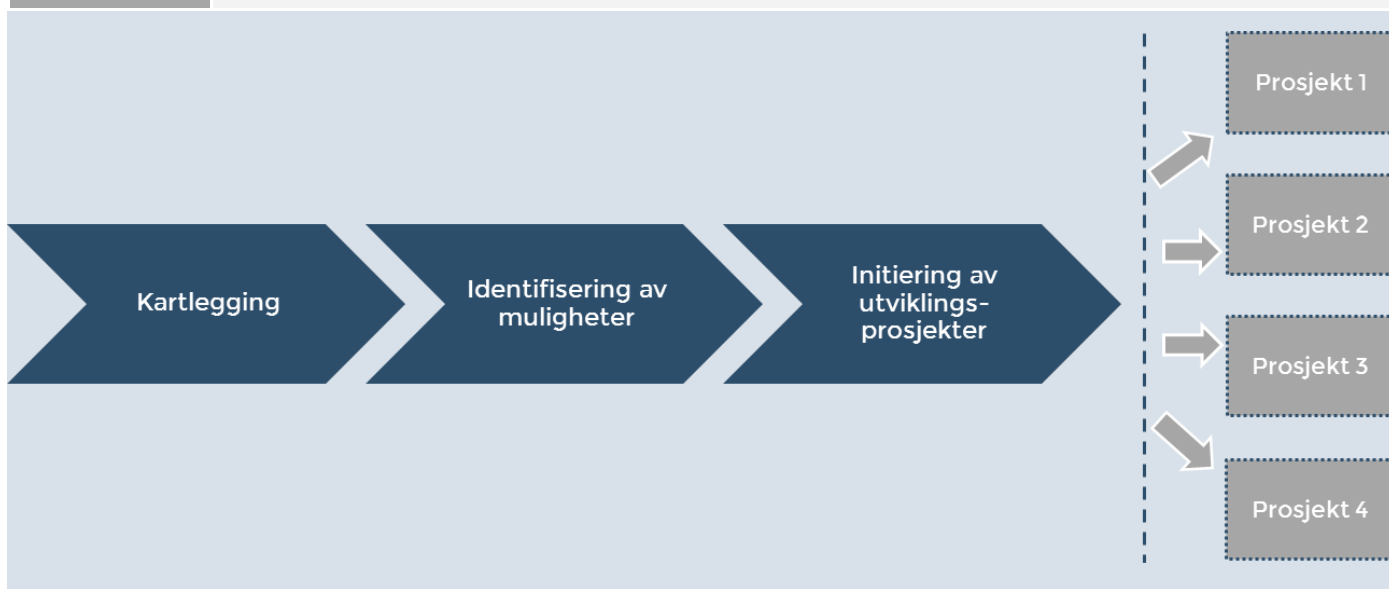 Kartlegging
Identifisering av
muligheter
Initiering av
utviklings-
prosjekter
Prosjekt 1
Prosjekt 2
Prosjekt 3
Prosjekt 4